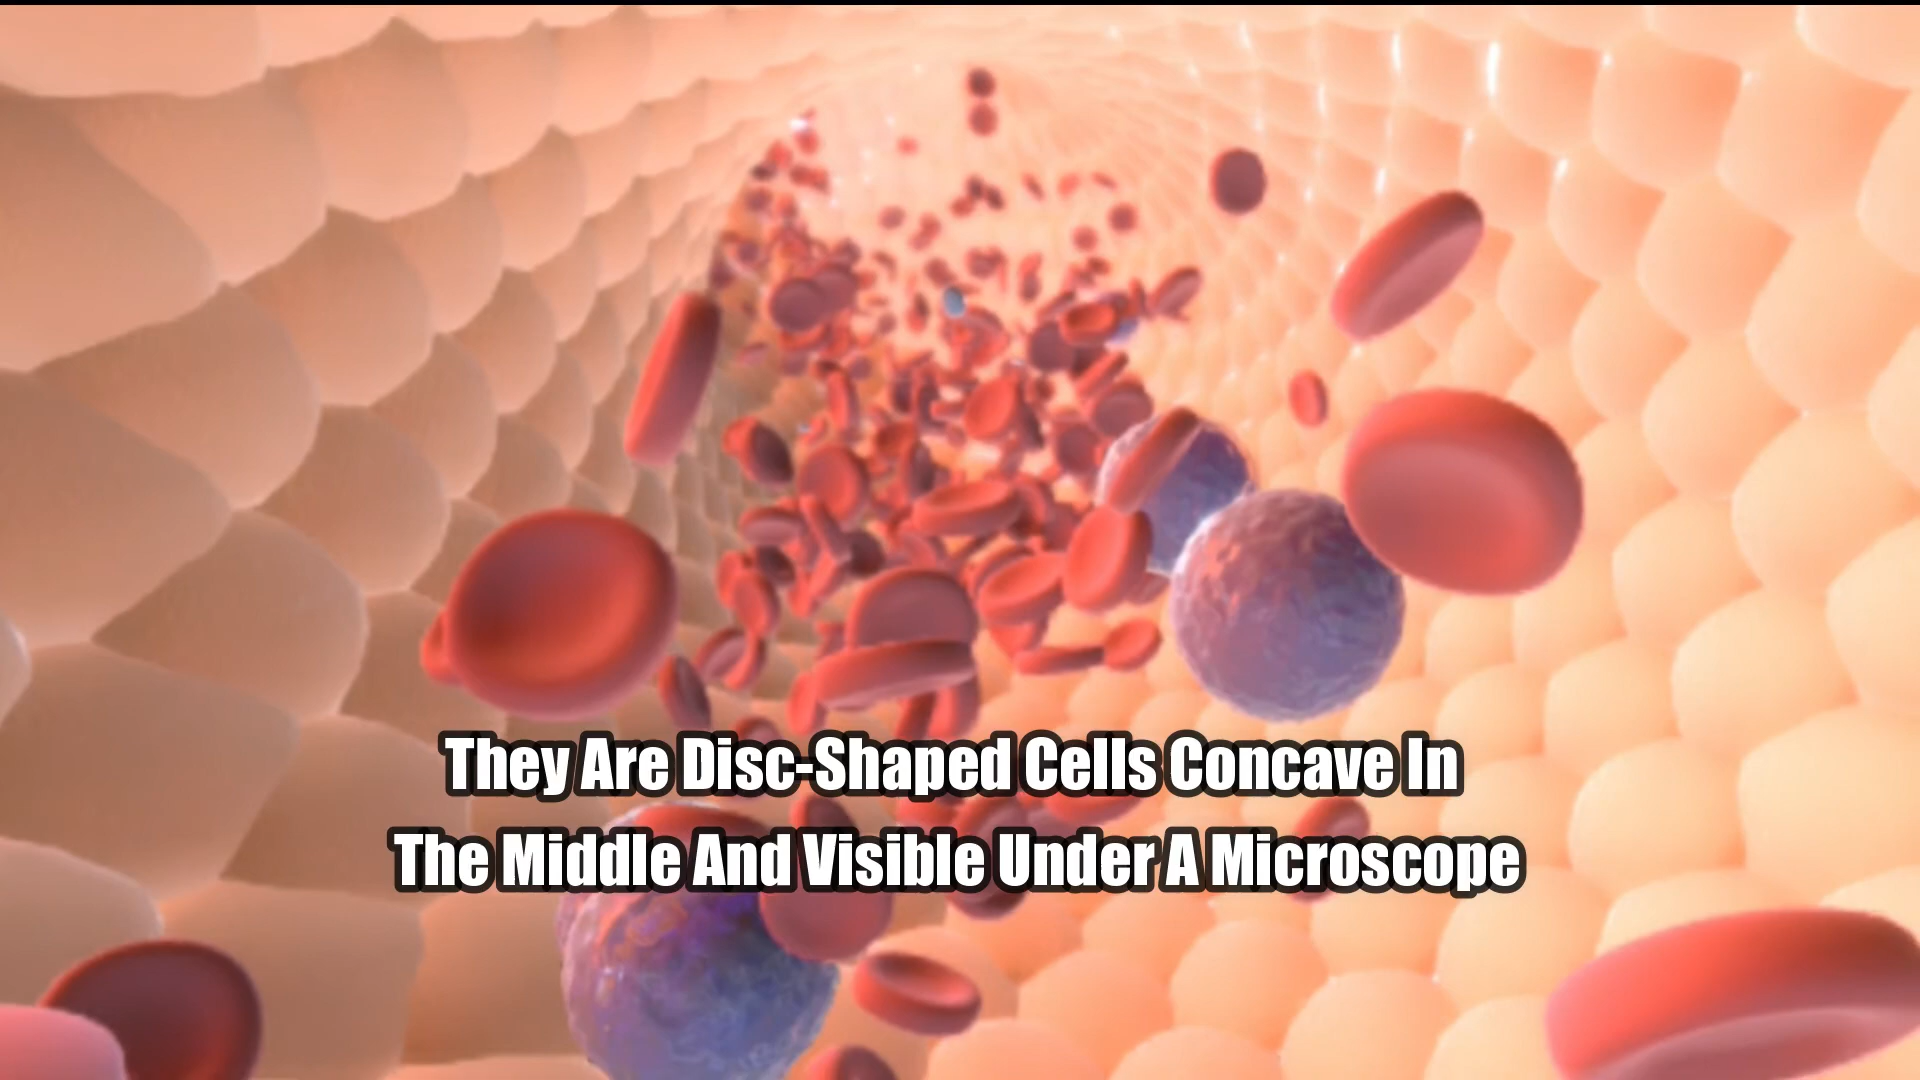 They Are Disc-Shaped Cells Concave In
The Middle And Visible Under A Microscope